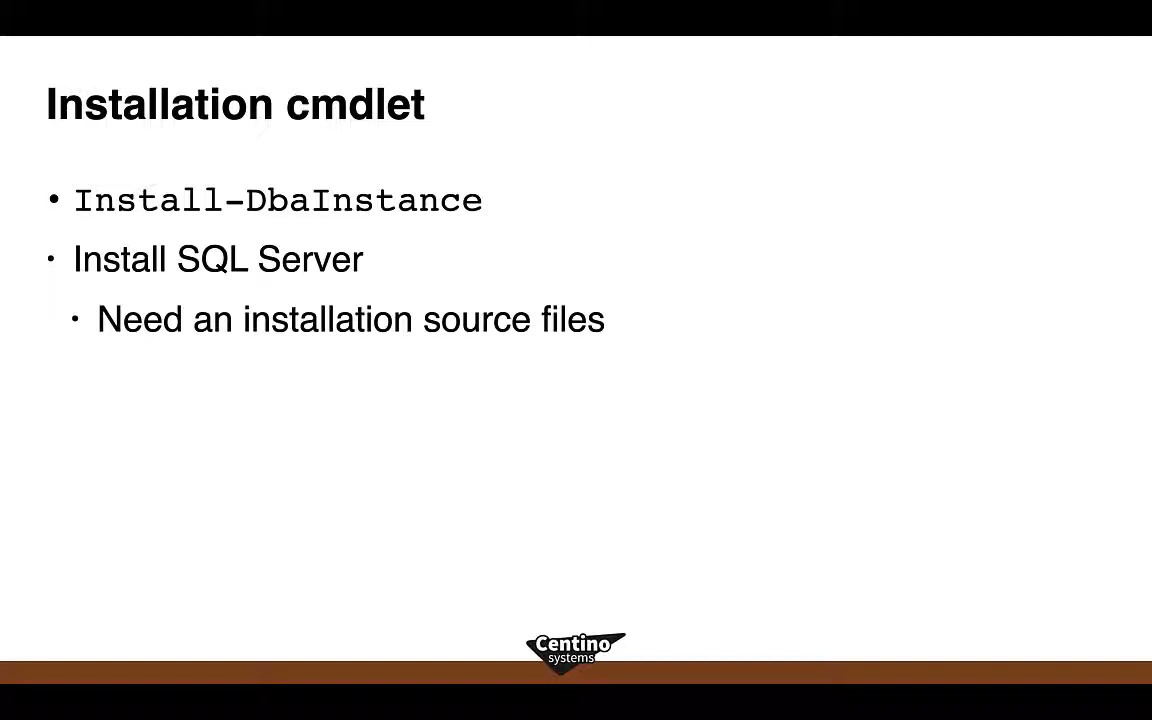 Installation cmdlet
• Install-DbaInstance
• Install SQL Server
• Need an installation source files
Centino
systems